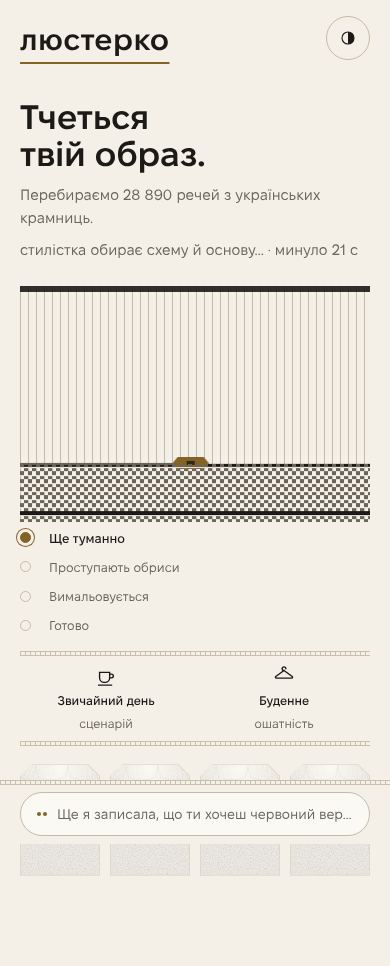 люстерко
Тчеться
твій образ.
Перебираємо 28 890 речей з українських
крамниць.
стилістка обирає схему й основу… · минуло 21 с
Ще туманно
Проступають обриси
Вимальовується
Готово
Звичайний день
Буденне
сценарій
ошатність
Ще я записала, що ти хочеш червоний вер…